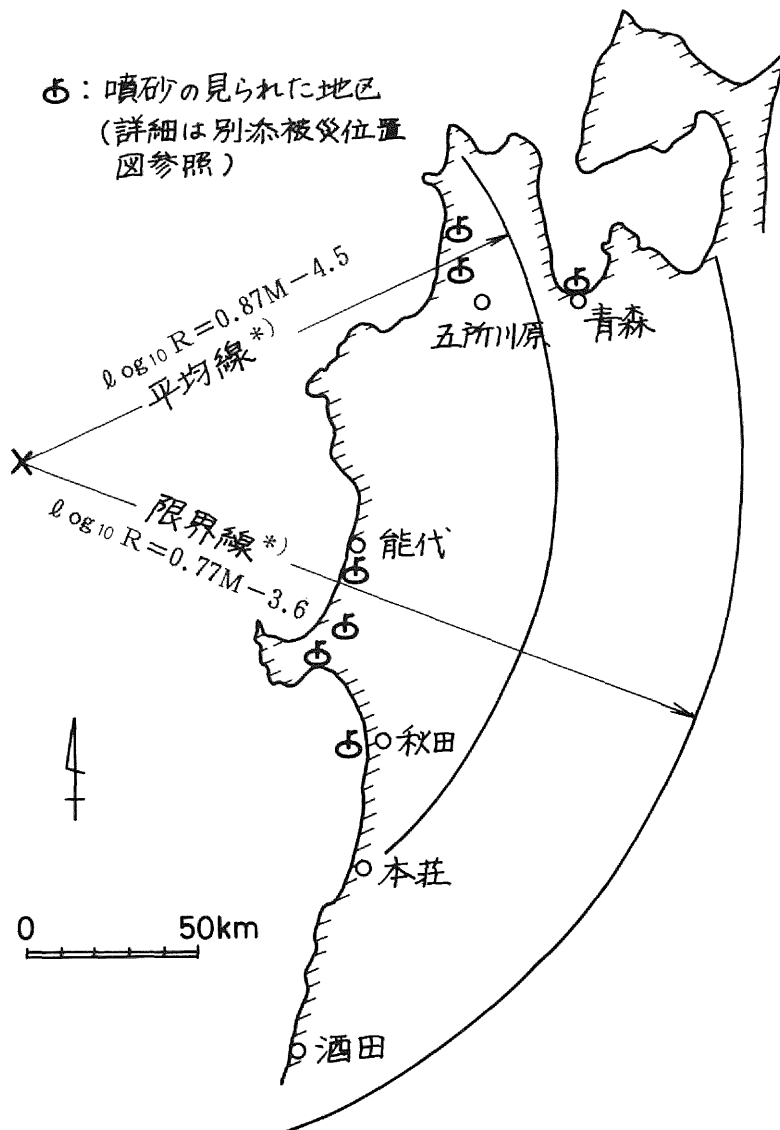 : 噴砂の見られた地区
(詳細は別添被災位置
図参照)
ℓog₁₀ R=0.87M-4.5
平均線*)
五所川原
青森
限界線*)
ℓog₁₀ R=0.77M-3.6
能代
秋田
本荘
0 50km
酒田